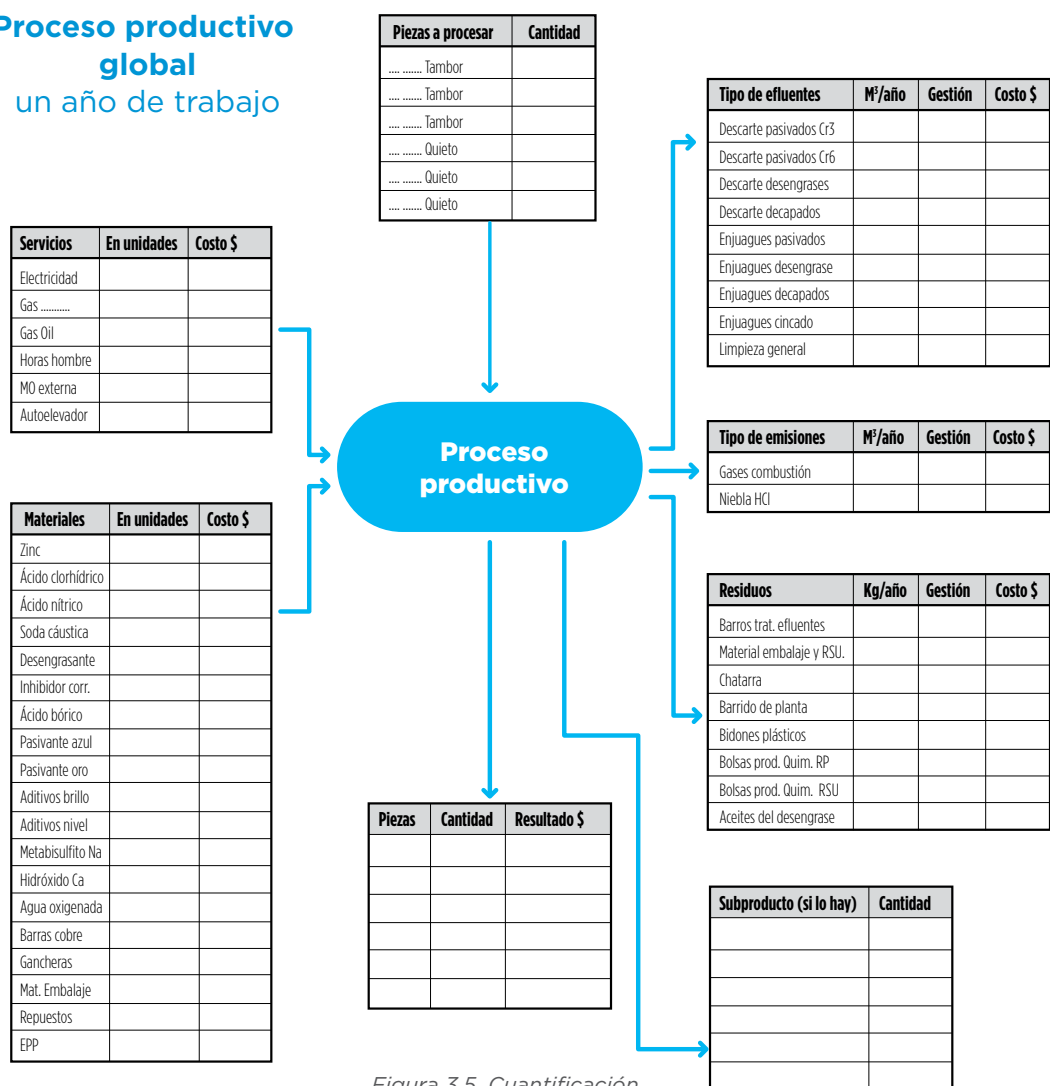 Proceso productivo
global
un año de trabajo
Piezas a procesar Cantidad
.... ....... Tambor
.... ....... Tambor
.... ....... Tambor
.... ....... Quieto
.... ....... Quieto
.... ....... Quieto
Servicios En unidades Costo $
Electricidad
Gas ...........
Gas Oil
Horas hombre
MO externa
Autoelevador
Materiales En unidades Costo $
Zinc
Ácido clorhídrico
Ácido nítrico
Soda cáustica
Desengrasante
Inhibidor corr.
Ácido bórico
Pasivante azul
Pasivante oro
Aditivos brillo
Aditivos nivel
Metabisulfito Na
Hidróxido Ca
Agua oxigenada
Barras cobre
Gancheras
Mat. Embalaje
Repuestos
EPP
Proceso
productivo
Tipo de efluentes M³/año Gestión Costo $
Descarte pasivados Cr3
Descarte pasivados Cr6
Descarte desengrases
Descarte decapados
Enjuagues pasivados
Enjuagues desengrase
Enjuagues decapados
Enjuagues cincado
Limpieza general
Tipo de emisiones M³/año Gestión Costo $
Gases combustión
Niebla HCl
Residuos Kg/año Gestión Costo $
Barros trat. efluentes
Material embalaje y RSU.
Chatarra
Barrido de planta
Bidones plásticos
Bolsas prod. Quim. RP
Bolsas prod. Quim. RSU
Aceites del desengrase
Piezas Cantidad Resultado $
Subproducto (si lo hay) Cantidad
Figura 3.5. Cuantificación